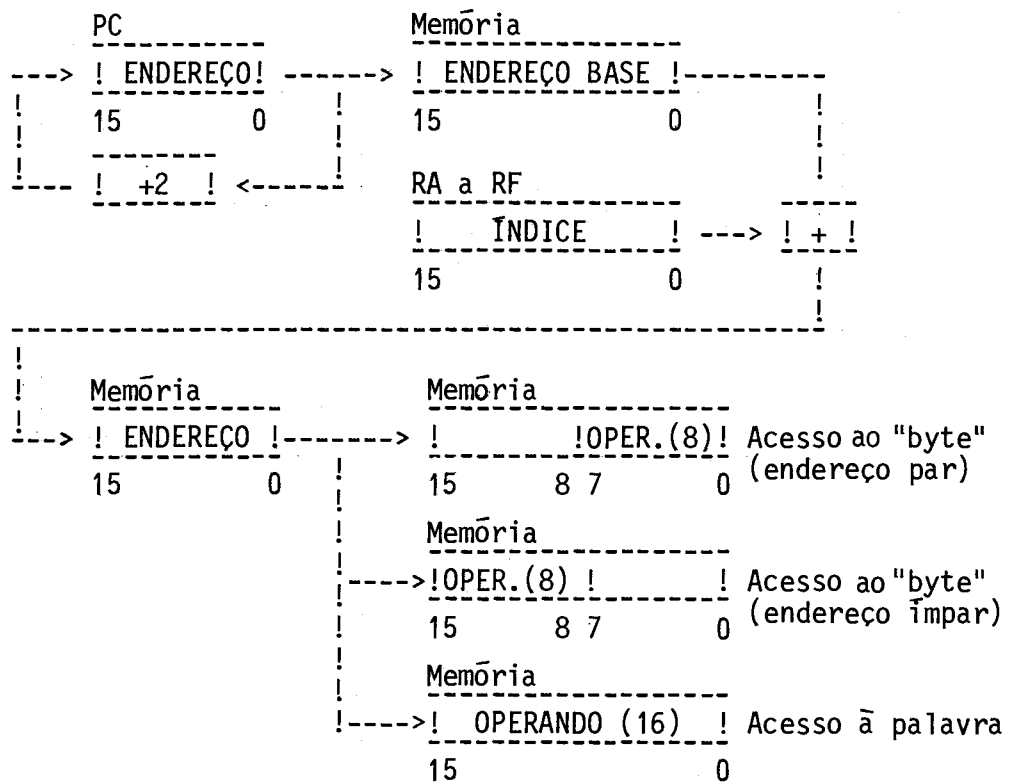 PC Memória
---> ! ENDEREÇO! ------> ! ENDEREÇO BASE !---------
15 0 15 0
! +2 ! <------ RA a RF
! ÍNDICE ! ---> ! + !
15 0
Memória Memória
---> ! ENDEREÇO !-------> ! !OPER.(8)! Acesso ao "byte"
15 0 15 8 7 0 (endereço par)
Memória
---->!OPER.(8) ! ! Acesso ao "byte"
15 8 7 0 (endereço ímpar)
Memória
!---->! OPERANDO (16) ! Acesso à palavra
15 0